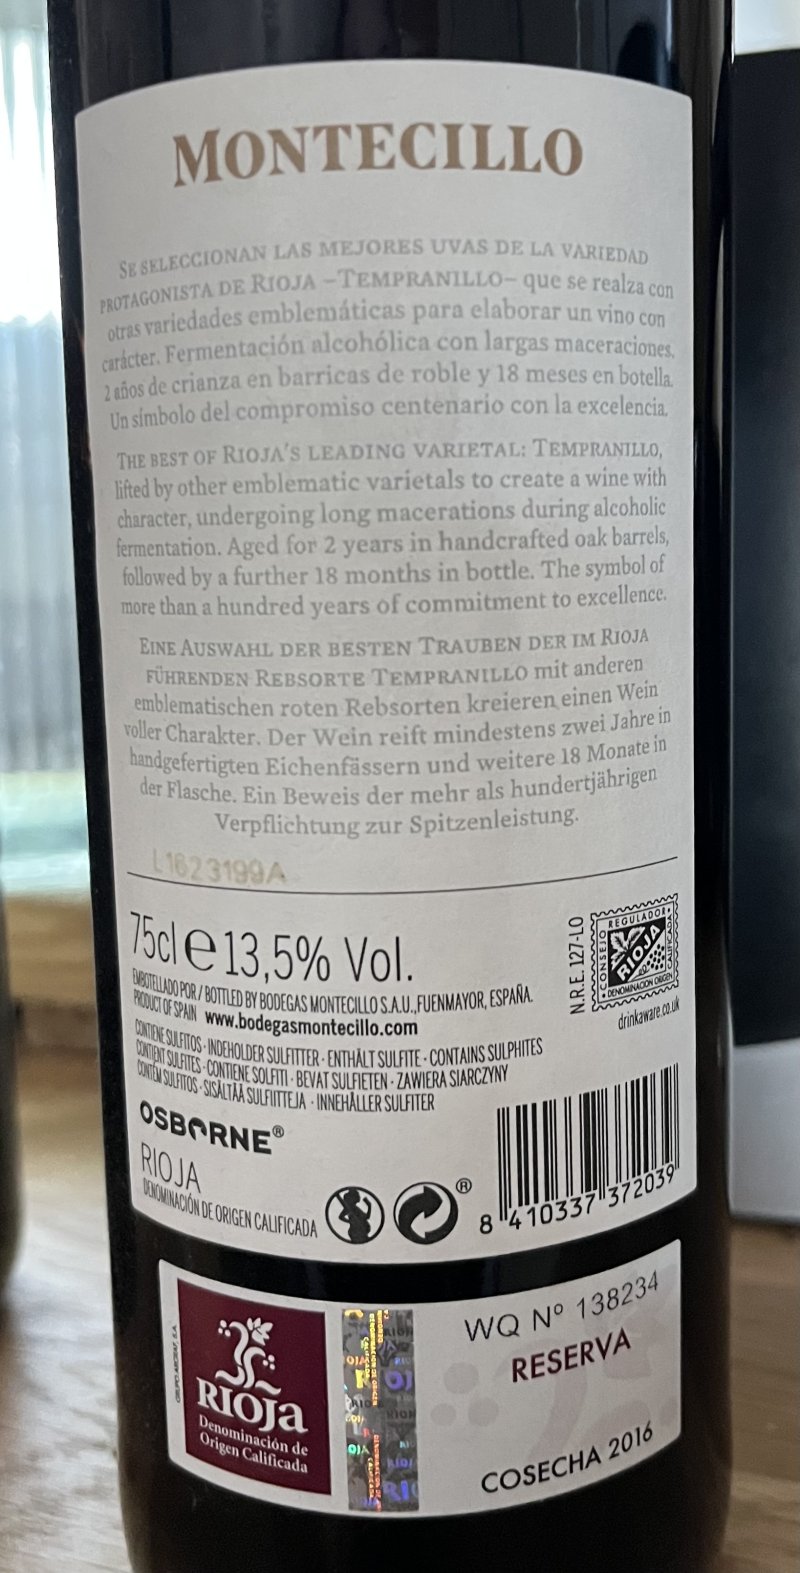 MONTECILLO
SE SELECCIONAN LAS MEJORES UVAS DE LA VARIEDAD
PROTAGONISTA DE RIOJA –TEMPRANILLO– que se realza con
otras variedades emblemáticas para elaborar un vino con
carácter. Fermentación alcohólica con largas maceraciones.
2 años de crianza en barricas de roble y 18 meses en botella.
Un símbolo del compromiso centenario con la excelencia.
THE BEST OF RIOJA'S LEADING VARIETAL: TEMPRANILLO,
lifted by other emblematic varietals to create a wine with
character, undergoing long macerations during alcoholic
fermentation. Aged for 2 years in handcrafted oak barrels,
followed by a further 18 months in bottle. The symbol of
more than a hundred years of commitment to excellence.
EINE AUSWAHL DER BESTEN TRAUBEN DER IM RIOJA
FÜHRENDEN REBSORTE TEMPRANILLO mit anderen
emblematischen roten Rebsorten kreieren einen Wein
voller Charakter. Der Wein reift mindestens zwei Jahre in
handgefertigten Eichenfässern und weitere 18 Monate in
der Flasche. Ein Beweis der mehr als hundertjährigen
Verpflichtung zur Spitzenleistung.
L1623199A
75cl e 13,5% Vol.
EMBOTELLADO POR / BOTTLED BY BODEGAS MONTECILLO S.A.U.,FUENMAYOR, ESPAÑA.
PRODUCT OF SPAIN www.bodegasmontecillo.com
CONTIENE SULFITOS · INDEHOLDER SULFITTER · ENTHÄLT SULFITE · CONTAINS SULPHITES
CONTIENT SULFITES · CONTIENE SOLFITI · BEVAT SULFIETEN · ZAWIERA SIARCZYNY
CONTÉM SULFITOS · SISÄLTÄÄ SULFIITTEJA · INNEHÅLLER SULFITER
N.R.E. 127-LO
CONSEJO REGULADOR
RIOJA
DENOMINACIÓN ORIGEN CALIFICADA
drinkaware.co.uk
OSBORNE®
RIOJA
DENOMINACIÓN DE ORIGEN CALIFICADA
®
8 410337 372039
RIOJA
Denominación de
Origen Calificada
WQ Nº 138234
RESERVA
COSECHA 2016